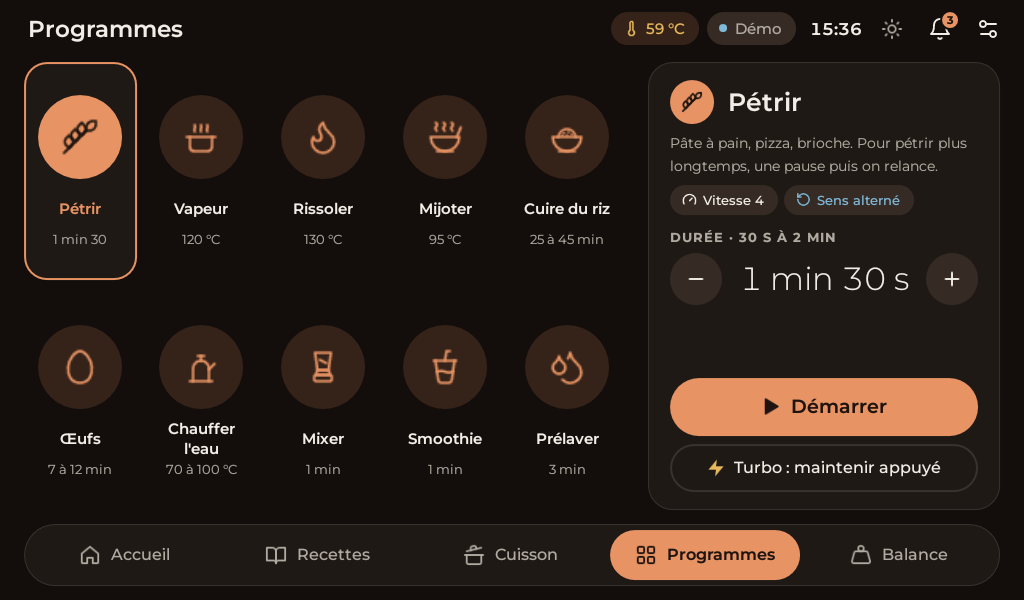 Programmes
59 °C
Démo
15:36
3
Pétrir
1 min 30
Vapeur
120 °C
Rissoler
130 °C
Mijoter
95 °C
Cuire du riz
25 à 45 min
Œufs
7 à 12 min
Chauffer
l'eau
70 à 100 °C
Mixer
1 min
Smoothie
1 min
Prélaver
3 min
Pétrir
Pâte à pain, pizza, brioche. Pour pétrir plus
longtemps, une pause puis on relance.
Vitesse 4
Sens alterné
DURÉE · 30 S À 2 MIN
− 1 min 30 s +
Démarrer
Turbo : maintenir appuyé
Accueil
Recettes
Cuisson
Programmes
Balance